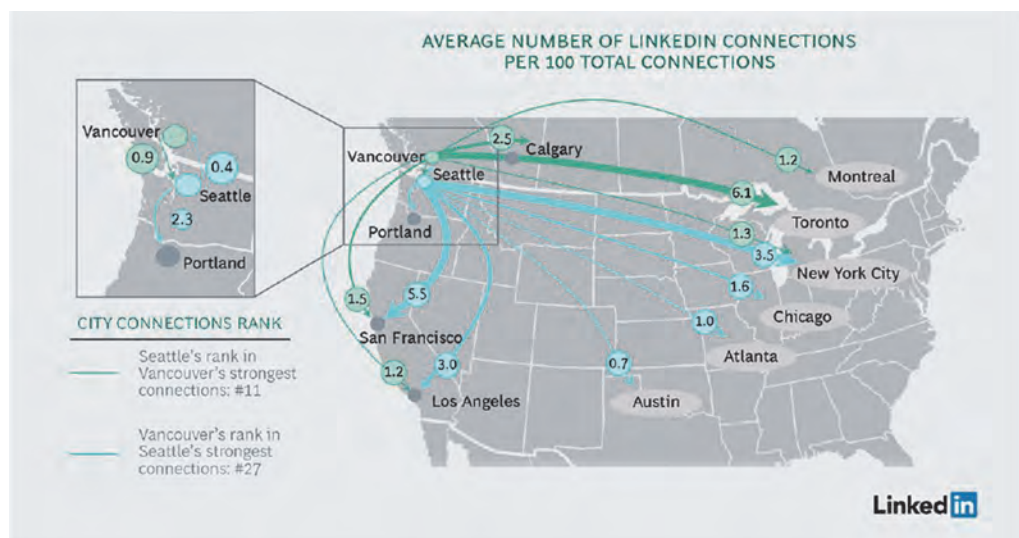 AVERAGE NUMBER OF LINKEDIN CONNECTIONS
PER 100 TOTAL CONNECTIONS
Vancouver
0.9
0.4
Seattle
2.3
Portland
2.5
Calgary
Vancouver
1.2
Seattle
Montreal
6.1
Toronto
Portland
1.3
3.5
New York City
1.6
5.5
1.5
Chicago
CITY CONNECTIONS RANK
San Francisco
1.0
Atlanta
Seattle's rank in
Vancouver's strongest
connections: #11
1.2
3.0
0.7
Los Angeles
Austin
Vancouver's rank in
Seattle's strongest
connections: #27
Linked in